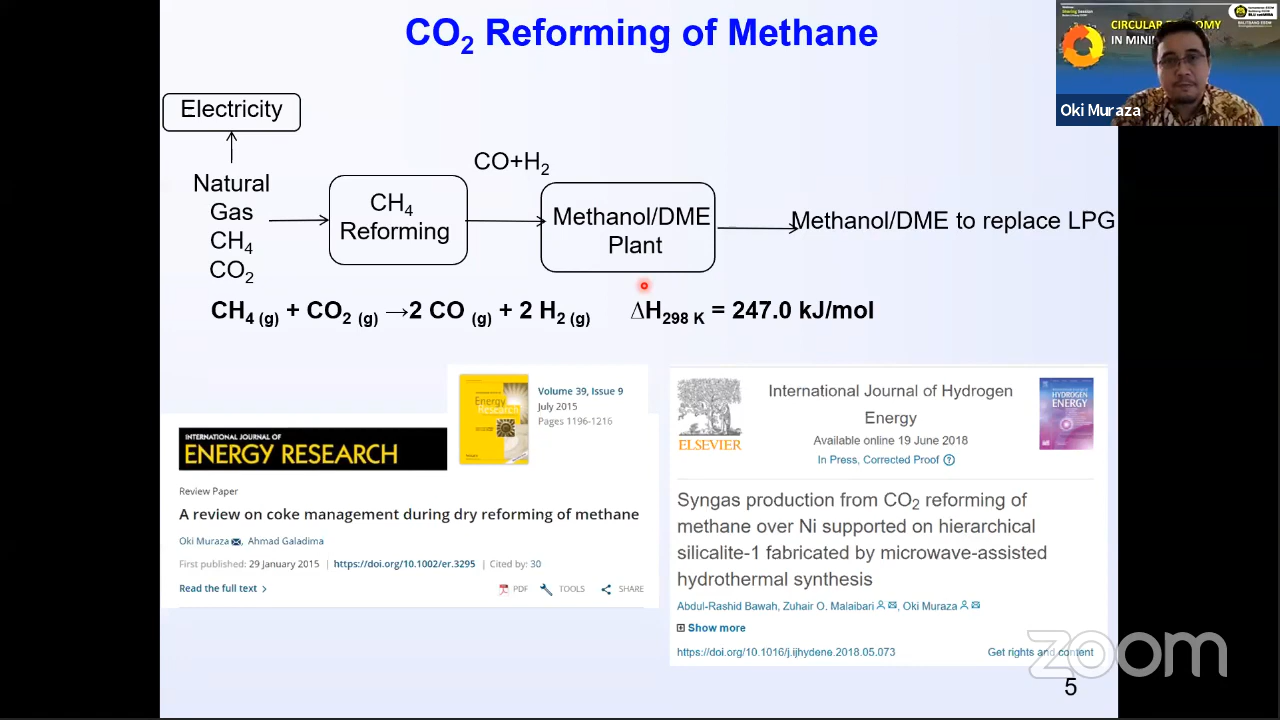 CO2 Reforming of Methane
CIRCULAR ECONOMY
IN MINI
Oki Muraza
Electricity
CO+H2
Natural
Gas
CH4
CO2
CH4
Reforming
Methanol/DME
Plant
Methanol/DME to replace LPG
CH4 (g) + CO2 (g) →2 CO (g) + 2 H2 (g)
∆H298 K = 247.0 kJ/mol
Energy
Research
Volume 39, Issue 9
July 2015
Pages 1196-1216
INTERNATIONAL JOURNAL OF
ENERGY RESEARCH
Review Paper
A review on coke management during dry reforming of methane
Oki Muraza, Ahmad Galadima
First published: 29 January 2015 | https://doi.org/10.1002/er.3295 | Cited by: 30
Read the full text >
PDF TOOLS SHARE
ELSEVIER
International Journal of Hydrogen
Energy
Available online 19 June 2018
In Press, Corrected Proof ?
HYDROGEN
ENERGY
Syngas production from CO2 reforming of
methane over Ni supported on hierarchical
silicalite-1 fabricated by microwave-assisted
hydrothermal synthesis
Abdul-Rashid Bawah, Zuhair O. Malaibari, Oki Muraza
Show more
https://doi.org/10.1016/j.ijhydene.2018.05.073
Get rights and content
zoom
5